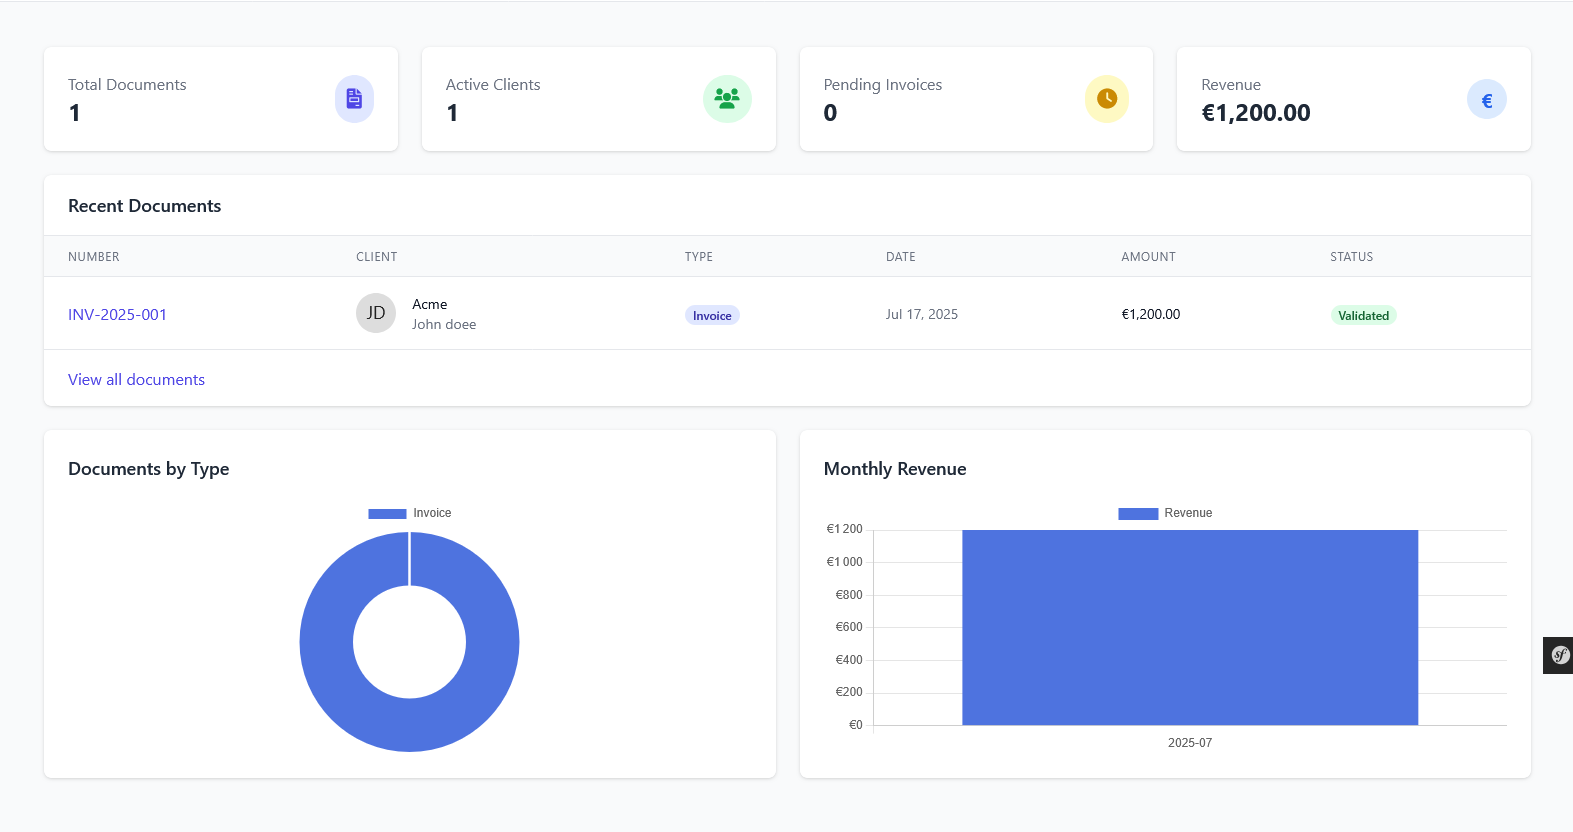 Total Documents
1
Active Clients
1
Pending Invoices
0
Revenue
€1,200.00
€
Recent Documents
NUMBER CLIENT TYPE DATE AMOUNT STATUS
INV-2025-001 JD Acme Invoice Jul 17, 2025 €1,200.00 Validated
John doee
View all documents
Documents by Type
Invoice
Monthly Revenue
Revenue
€1 200
€1 000
€800
€600
€400
€200
€0
2025-07
sf